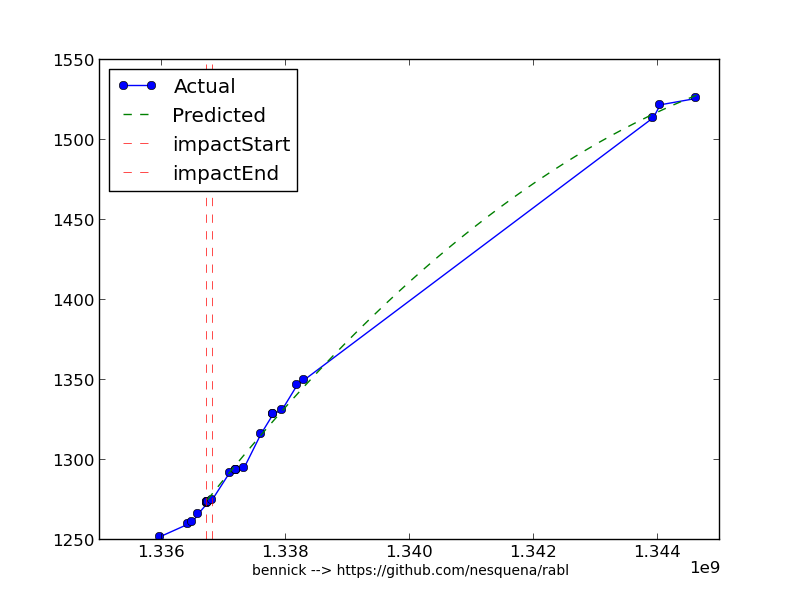 1550
1500
1450
1400
1350
1300
1250
Actual
Predicted
impactStart
impactEnd
1.336
1.338
1.340
1.342
1.344
1e9
bennick --> https://github.com/nesquena/rabl